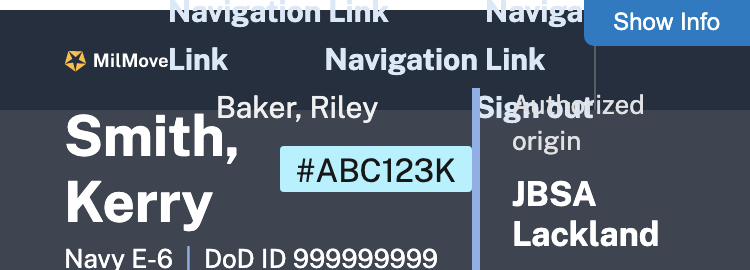 Navigation Link Naviga
Show Info
MilMove Link Navigation Link
Baker, Riley Sign out
Authorized
origin
Smith,
Kerry
#ABC123K
JBSA
Lackland
Navy E-6 | DoD ID 999999999